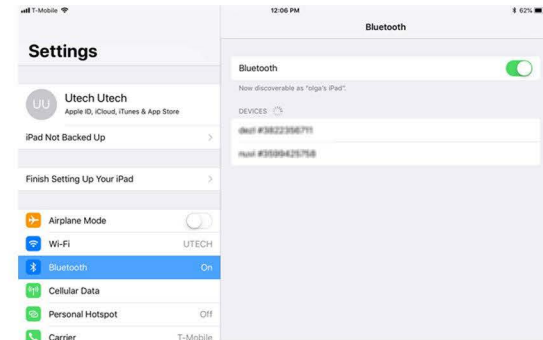 T-Mobile
12:06 PM
62%
Settings
Bluetooth
UU
Utech Utech
Apple ID, iCloud, iTunes & App Store
iPad Not Backed Up
Finish Setting Up Your iPad
Airplane Mode
Wi-Fi UTECH
Bluetooth On
Cellular Data
Personal Hotspot Off
Carrier T-Mobile
Bluetooth
Now discoverable as "olga's iPad".
DEVICES